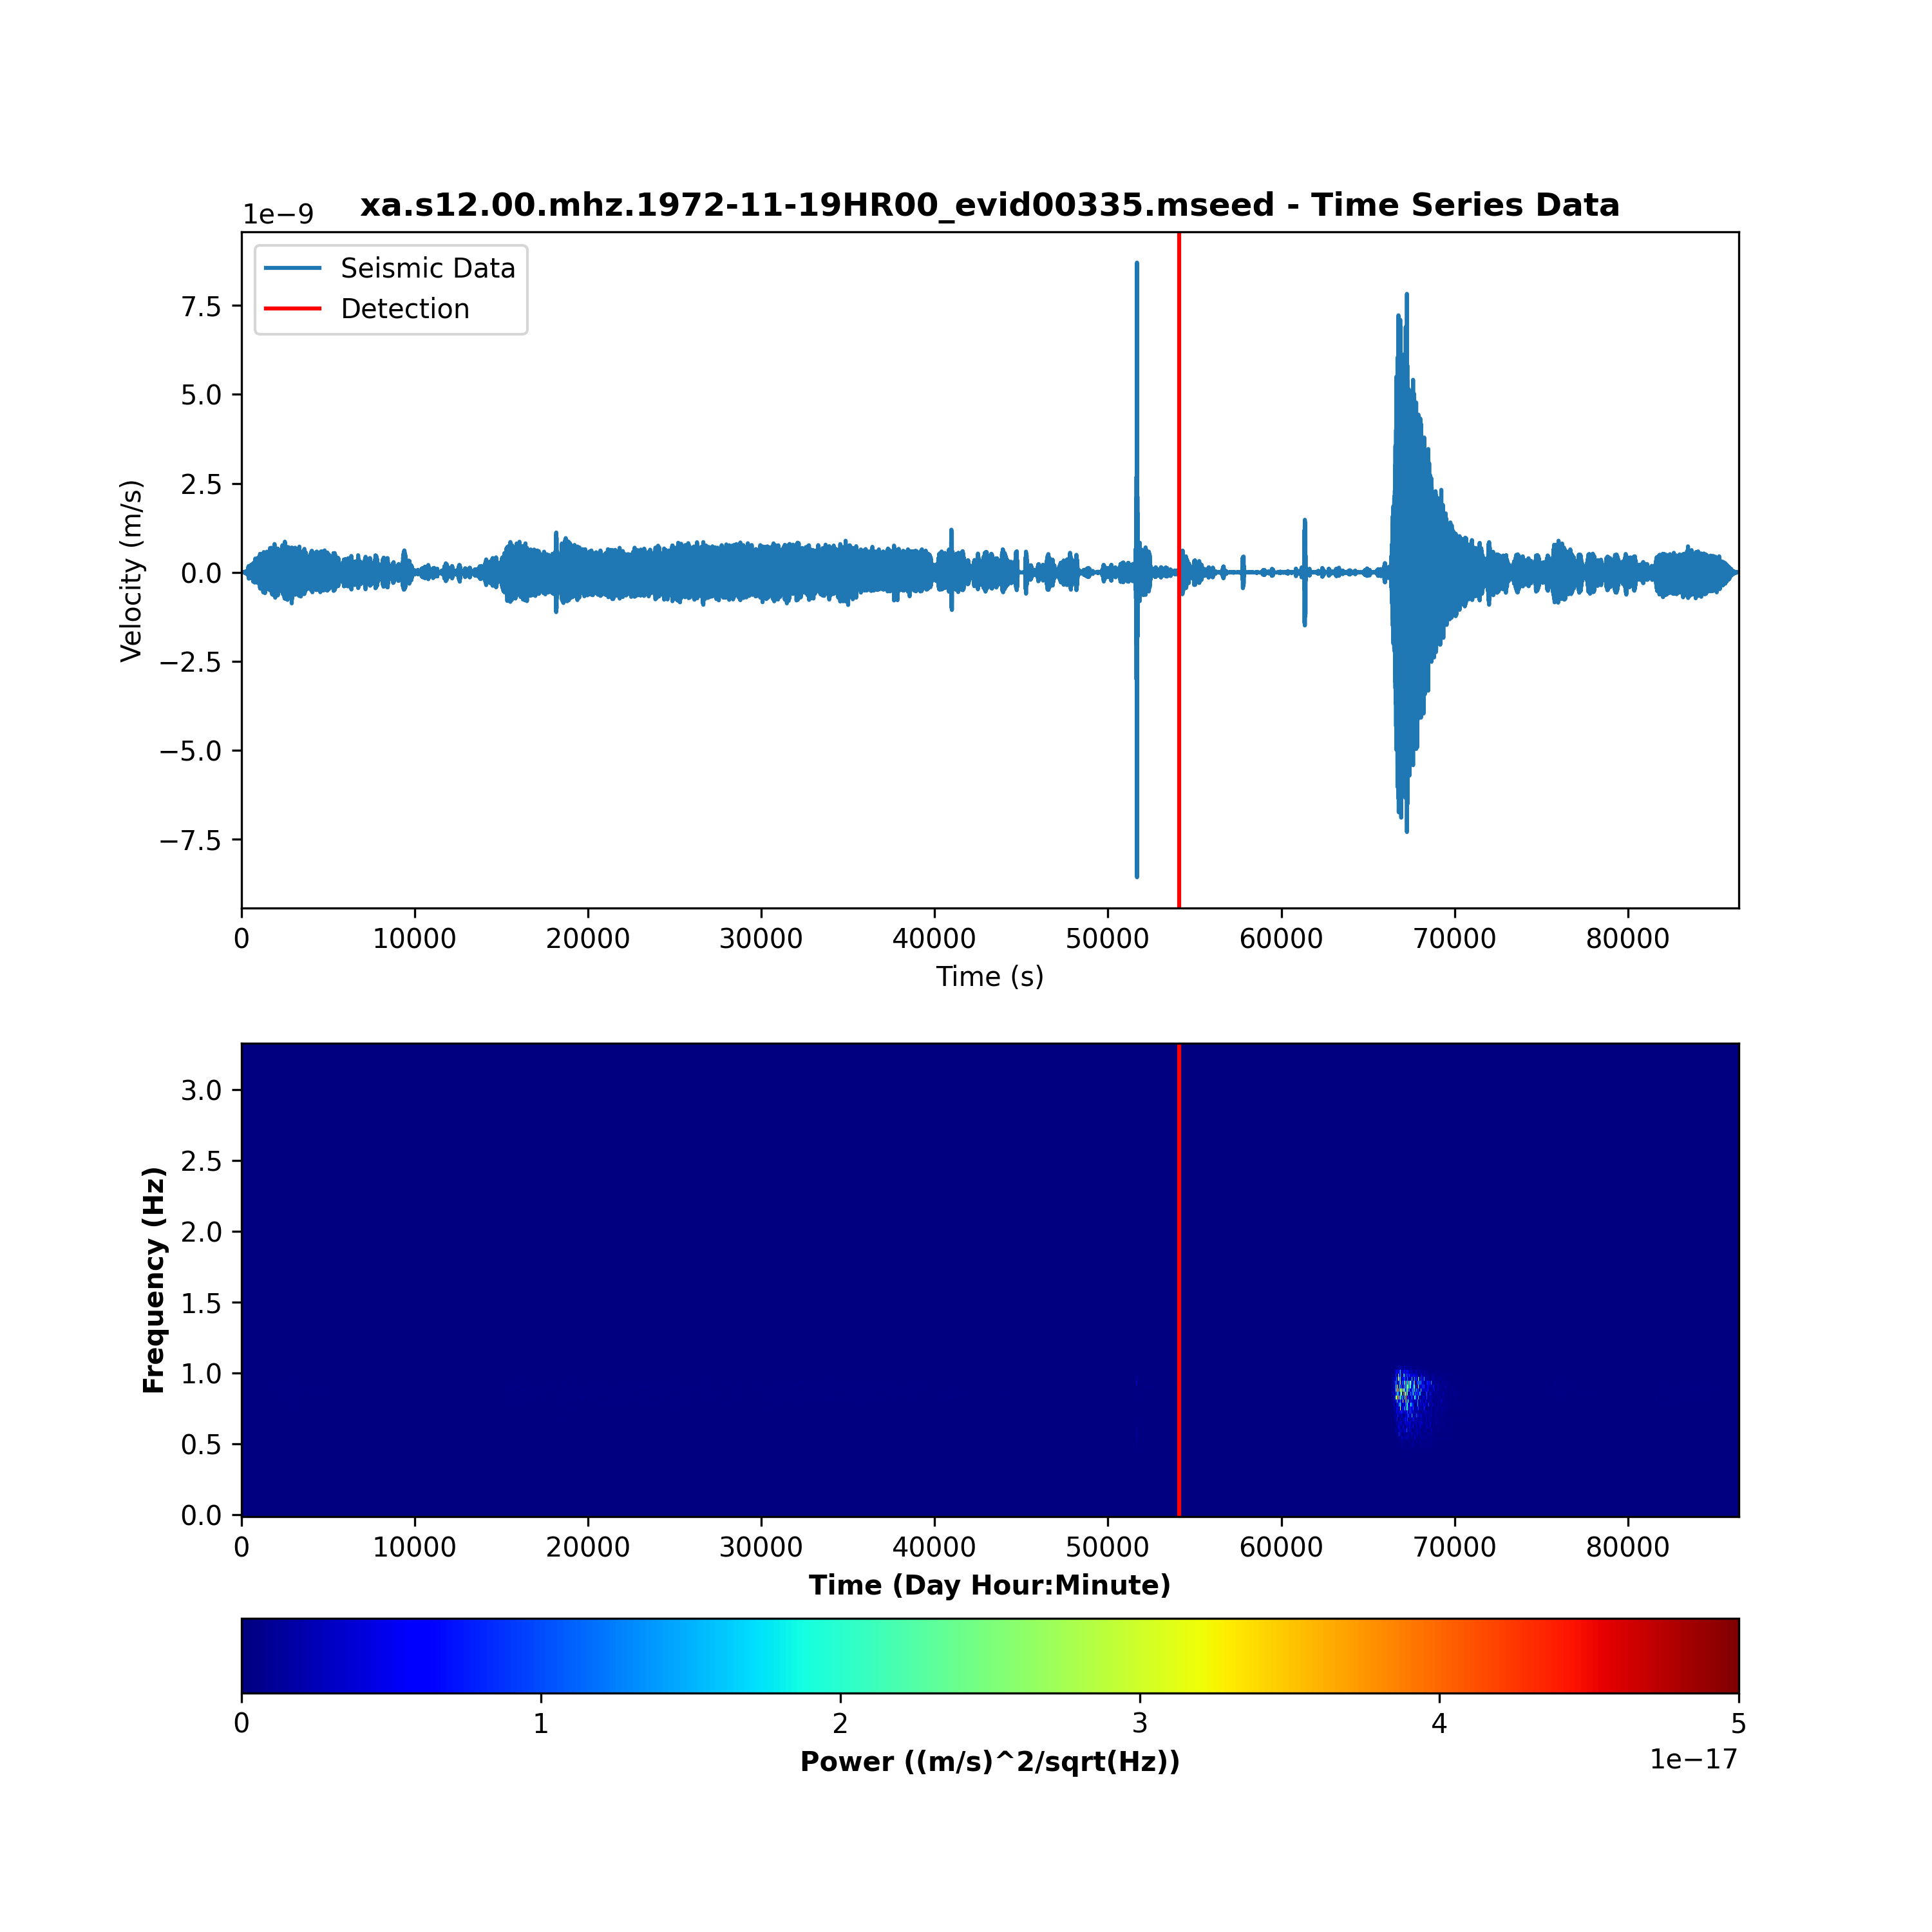 xa.s12.00.mhz.1972-11-19HR00_evid00335.mseed - Time Series Data
1e−9
Seismic Data
Detection
7.5
5.0
2.5
0.0
−2.5
−5.0
−7.5
Velocity (m/s)
0 10000 20000 30000 40000 50000 60000 70000 80000
Time (s)
3.0
2.5
2.0
1.5
1.0
0.5
0.0
Frequency (Hz)
0 10000 20000 30000 40000 50000 60000 70000 80000
Time (Day Hour:Minute)
0 1 2 3 4 5
Power ((m/s)^2/sqrt(Hz))
1e−17